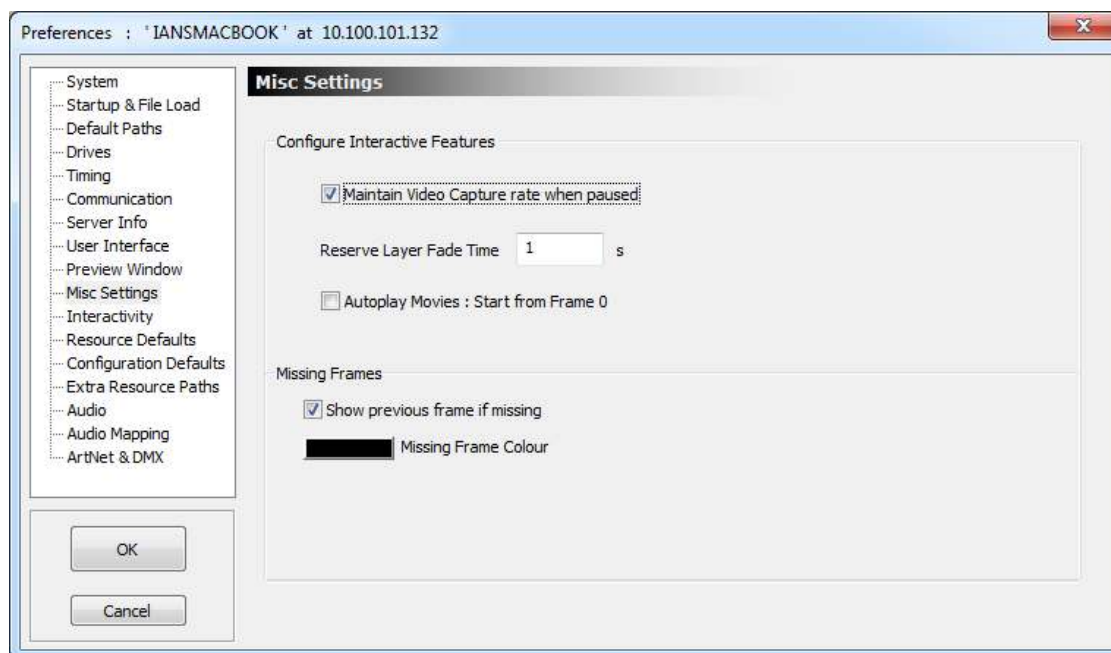 Preferences : 'IANSMACBOOK' at 10.100.101.132
System
Startup & File Load
Default Paths
Drives
Timing
Communication
Server Info
User Interface
Preview Window
Misc Settings
Interactivity
Resource Defaults
Configuration Defaults
Extra Resource Paths
Audio
Audio Mapping
ArtNet & DMX
OK
Cancel
Misc Settings
Configure Interactive Features
Maintain Video Capture rate when paused
Reserve Layer Fade Time 1 s
Autoplay Movies : Start from Frame 0
Missing Frames
Show previous frame if missing
Missing Frame Colour